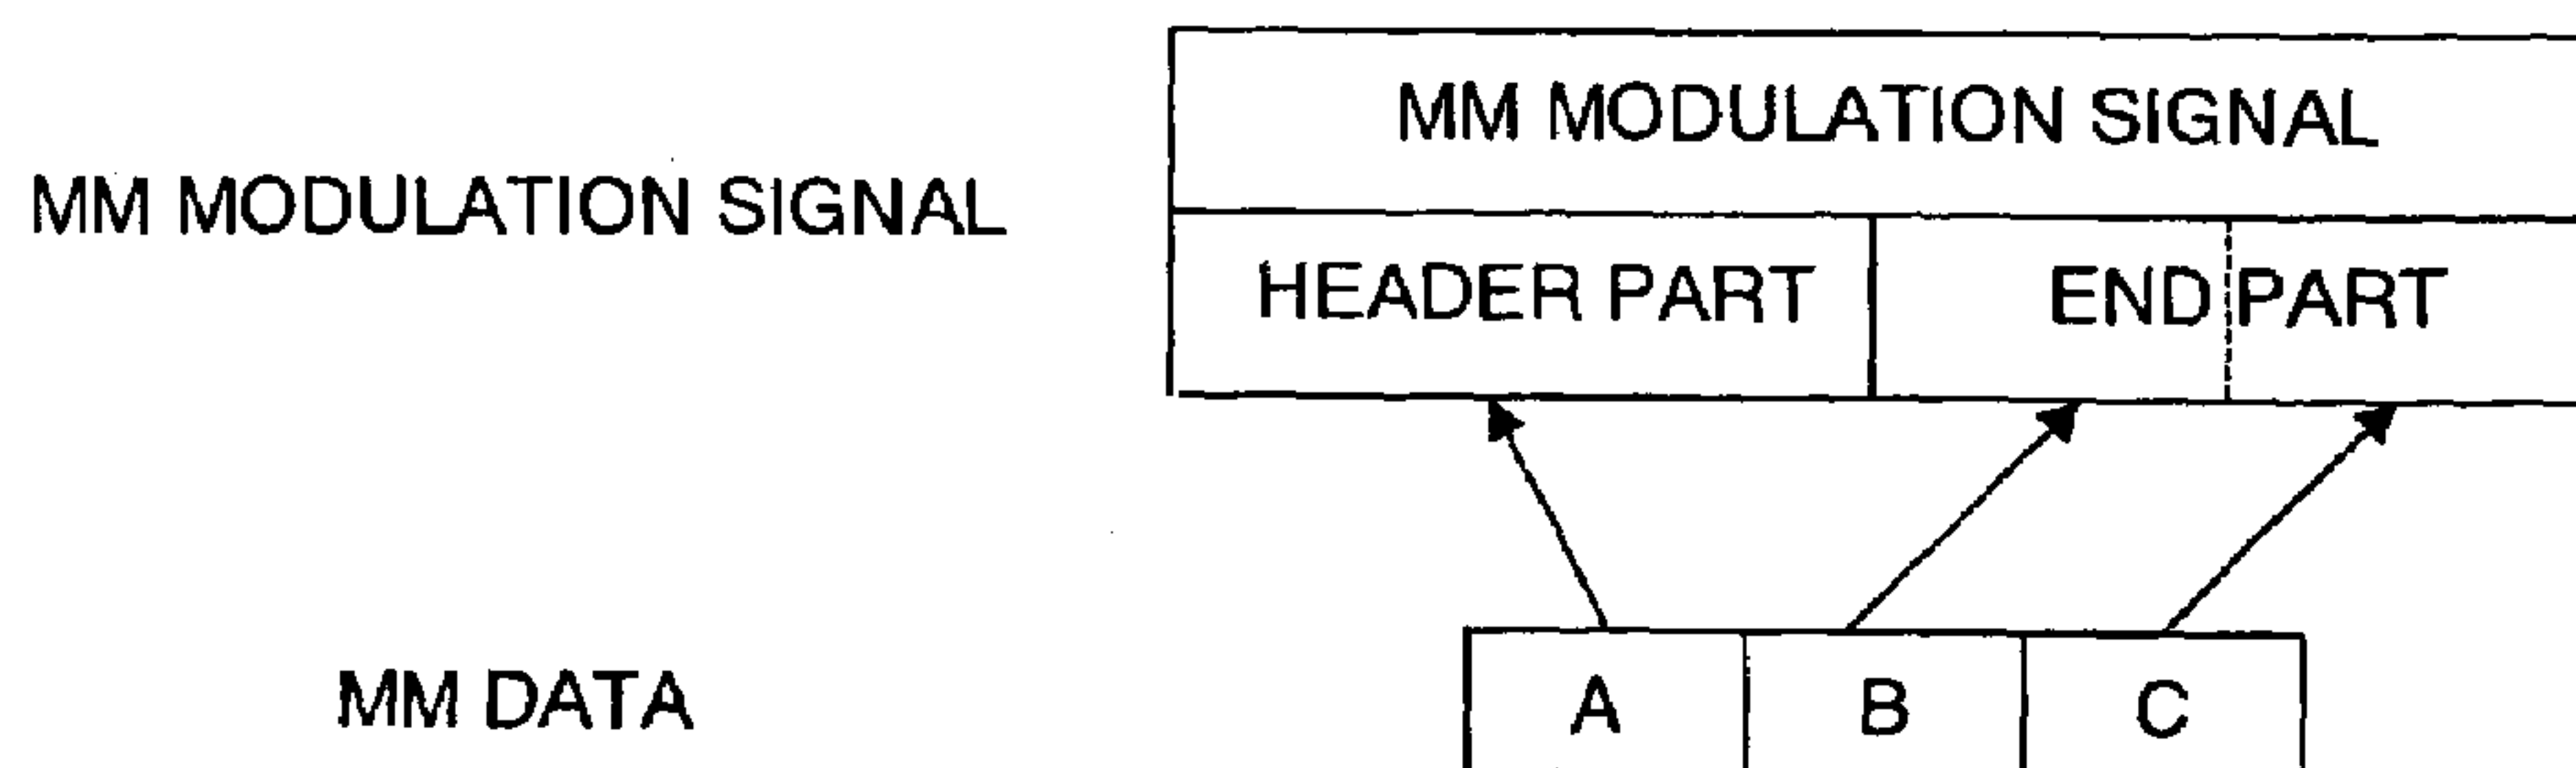 MM MODULATION SIGNAL
MM MODULATION SIGNAL
HEADER PART
END PART
MM DATA
A
B
C